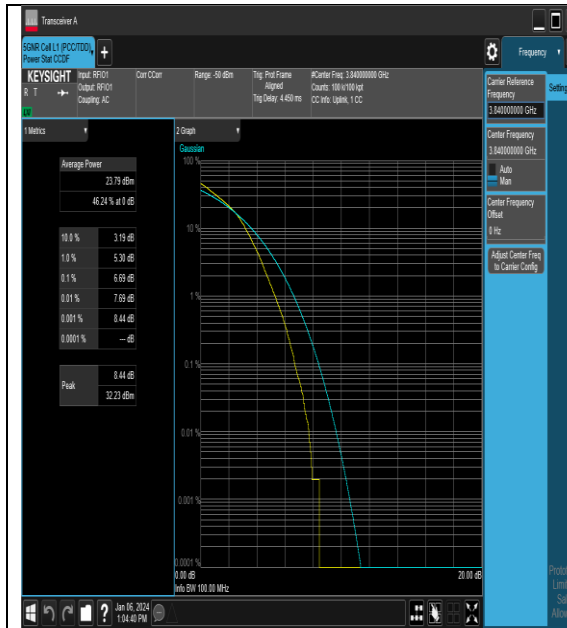 Transceiver A
5GNR Cell L1 (PCC/TDD),
Power Stat CCDF
+
Frequency
KEYSIGHT
R T
Input: RFIO1
Output: RFIO1
Coupling: AC
Corr CCorr
Range: -50 dBm
Trig: Prot Frame
Aligned
Trig Delay: 4.450 ms
#Center Freq: 3.840000000 GHz
Counts: 100 k/100 kpt
CC Info: Uplink, 1 CC
Carrier Reference
Frequency
3.840000000 GHz
Setting
Center Frequency
3.840000000 GHz
Auto
Man
Center Frequency
Offset
0 Hz
Adjust Center Freq
to Carrier Config
1 Metrics
Average Power
23.79 dBm
46.24 % at 0 dB
10.0 % 3.19 dB
1.0 % 5.30 dB
0.1 % 6.69 dB
0.01 % 7.69 dB
0.001 % 8.44 dB
0.0001 % --- dB
Peak
8.44 dB
32.23 dBm
2 Graph
Gaussian
100 %
10 %
1 %
0.1 %
0.01 %
0.001 %
0.0001 %
0.00 dB
20.00 dB
Info BW 100.00 MHz
Proto
Limit
Sa
Allow
?
Jan 06, 2024
1:04:40 PM